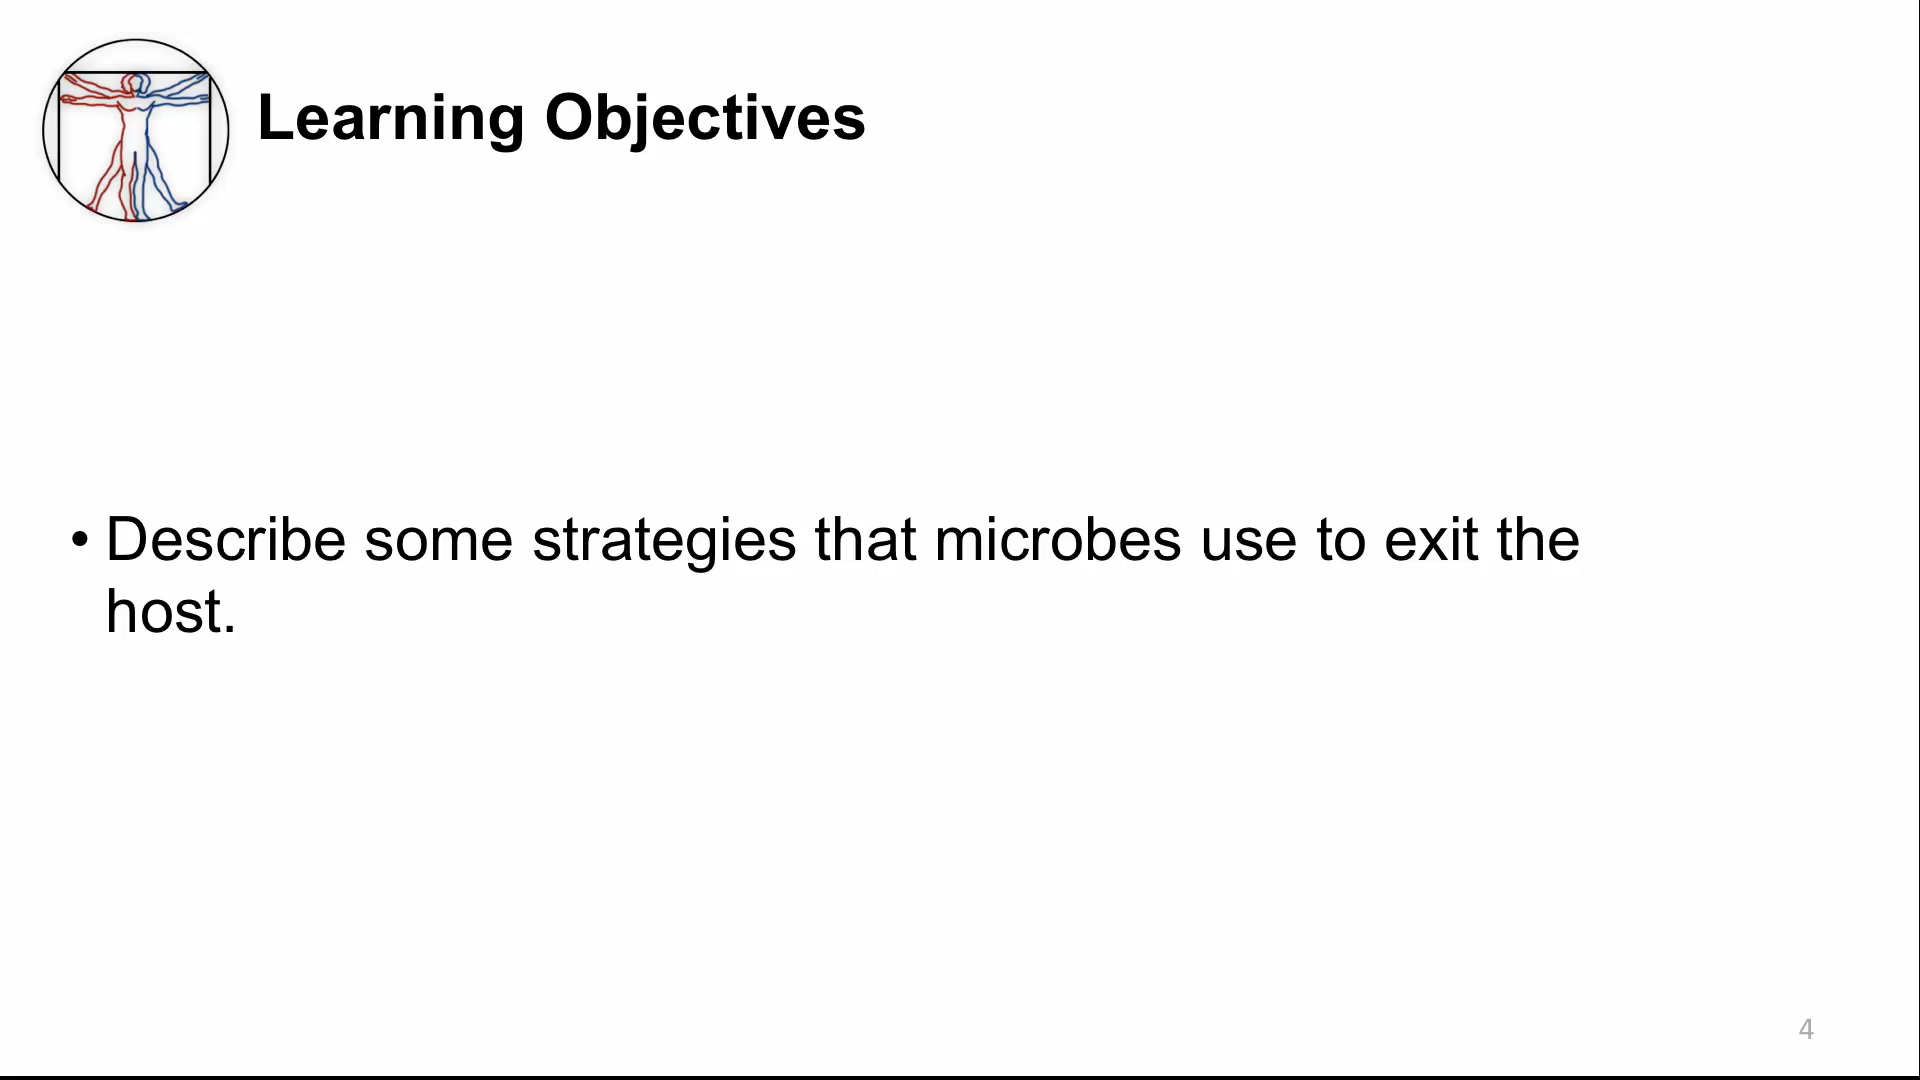 Learning Objectives
• Describe some strategies that microbes use to exit the
host.
4